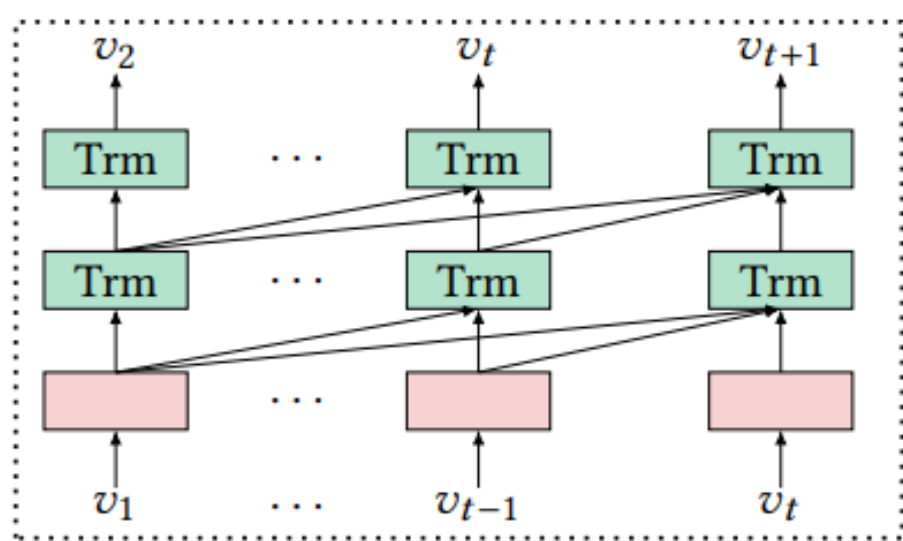 v₂ vₜ vₜ₊₁
Trm ... Trm Trm
Trm ... Trm Trm
...
v₁ ... vₜ₋₁ vₜ